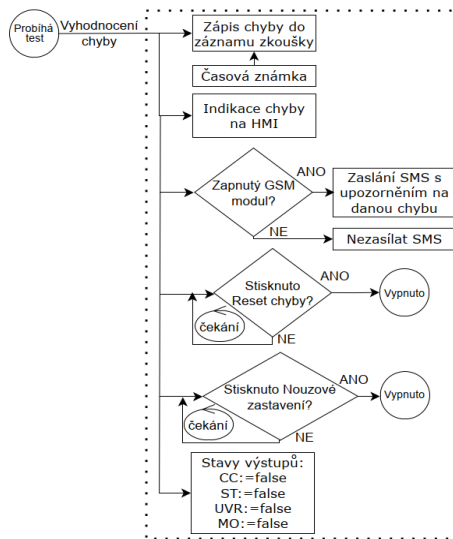 Probíhá
test
Vyhodnocení
chyby
Zápis chyby do
záznamu zkoušky
Časová známka
Indikace chyby
na HMI
Zapnutý GSM
modul?
ANO
Zaslání SMS s
upozorněním na
danou chybu
NE
Nezasílat SMS
Stisknuto
Reset chyby?
ANO
Vypnuto
čekání
NE
Stisknuto Nouzové
zastavení?
ANO
Vypnuto
čekání
NE
Stavy výstupů:
CC:=false
ST:=false
UVR:=false
MO:=false